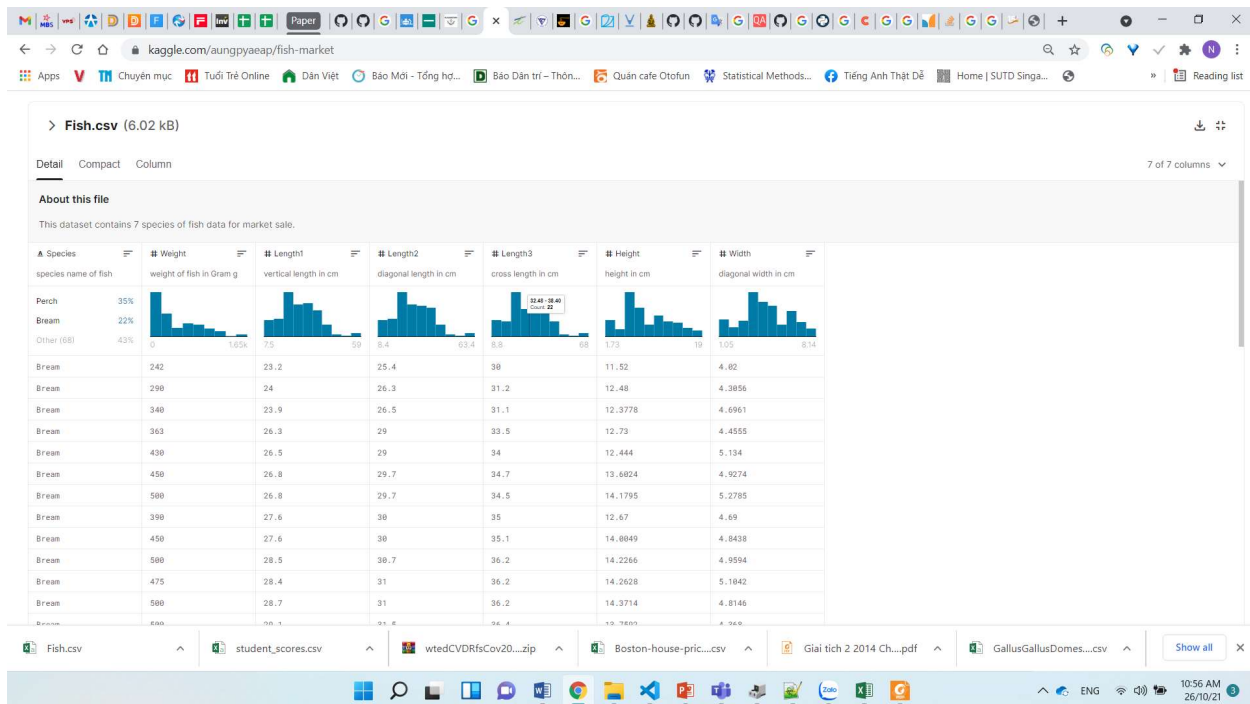 Paper
kaggle.com/aungpyaeap/fish-market
N
Apps
Chuyên mục
Tuổi Trẻ Online
Dân Việt
Báo Mới - Tổng hợ...
Báo Dân trí – Thôn...
Quán cafe Otofun
Statistical Methods...
Tiếng Anh Thật Dễ
Home | SUTD Singa...
»
Reading list
Fish.csv (6.02 kB)
Detail Compact Column
7 of 7 columns
About this file
This dataset contains 7 species of fish data for market sale.
Species # Weight # Length1 # Length2 # Length3 # Height # Width
species name of fish weight of fish in Gram g vertical length in cm diagonal length in cm cross length in cm height in cm diagonal width in cm
Perch 35%
32.48 - 38.40
Count: 22
Bream 22%
Other (68) 43%
0 1.65k 7.5 59 8.4 63.4 8.8 68 1.73 19 1.05 8.14
Bream 242 23.2 25.4 30 11.52 4.02
Bream 290 24 26.3 31.2 12.48 4.3056
Bream 340 23.9 26.5 31.1 12.3778 4.6961
Bream 363 26.3 29 33.5 12.73 4.4555
Bream 430 26.5 29 34 12.444 5.134
Bream 450 26.8 29.7 34.7 13.6024 4.9274
Bream 500 26.8 29.7 34.5 14.1795 5.2785
Bream 390 27.6 30 35 12.67 4.69
Bream 450 27.6 30 35.1 14.0049 4.8438
Bream 500 28.5 30.7 36.2 14.2266 4.9594
Bream 475 28.4 31 36.2 14.2628 5.1042
Bream 500 28.7 31 36.2 14.3714 4.8146
Fish.csv
student_scores.csv
wtedCVDRfsCov20....zip
Boston-house-pric....csv
Giai tich 2 2014 Ch....pdf
GallusGallusDomes....csv
Show all
Zalo
ENG
10:56 AM
26/10/21
3